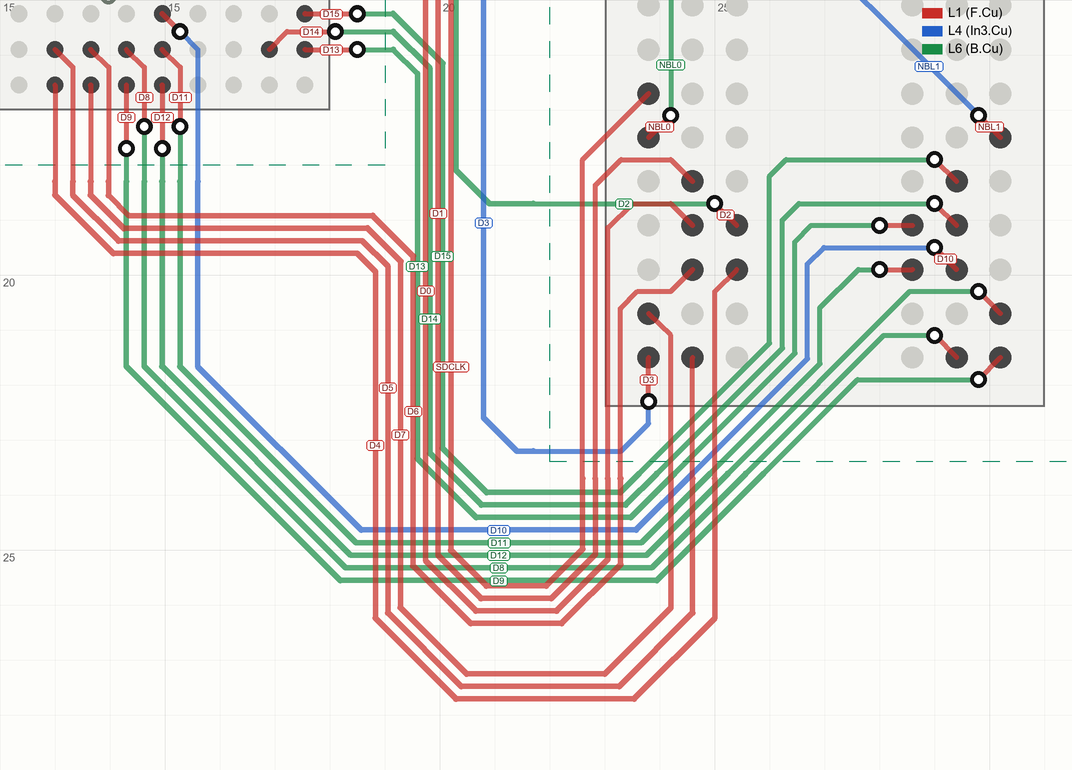 15
15
20
25
D15
D14
D13
L1 (F.Cu)
L4 (In3.Cu)
L6 (B.Cu)
NBL0
NBL1
D8
D11
D9
D12
NBL0
NBL1
D2
D1
D2
D3
D15
D13
D10
20
D0
D14
SDCLK
D3
D5
D6
D7
D4
D10
D11
25
D12
D8
D9